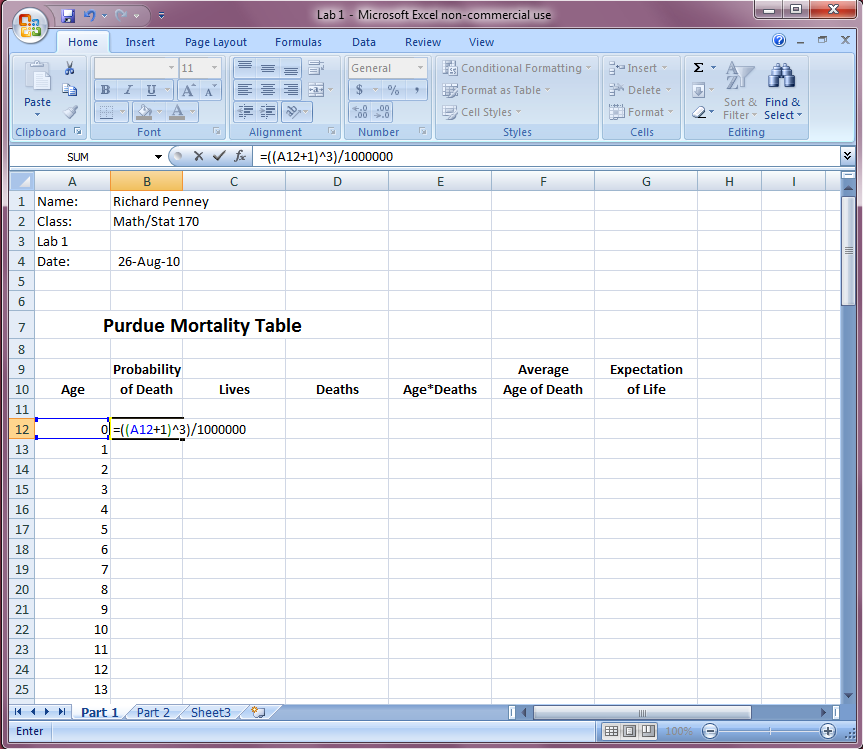 Lab 1 - Microsoft Excel non-commercial use
Home Insert Page Layout Formulas Data Review View
General
11
Conditional Formatting
Insert
Σ
Paste
B I U A A
$ % ,
Format as Table
Delete
Sort & Filter
Find & Select
A
.0 .00
.00 .0
Cell Styles
Format
Clipboard Font Alignment Number Styles Cells Editing
SUM fx =((A12+1)^3)/1000000
A B C D E F G H I
1 Name: Richard Penney
2 Class: Math/Stat 170
3 Lab 1
4 Date: 26-Aug-10
5
6
7 Purdue Mortality Table
8
9 Probability Average Expectation
10 Age of Death Lives Deaths Age*Deaths Age of Death of Life
11
12 0 =((A12+1)^3)/1000000
13 1
14 2
15 3
16 4
17 5
18 6
19 7
20 8
21 9
22 10
23 11
24 12
25 13
Part 1 Part 2 Sheet3
Enter 100%